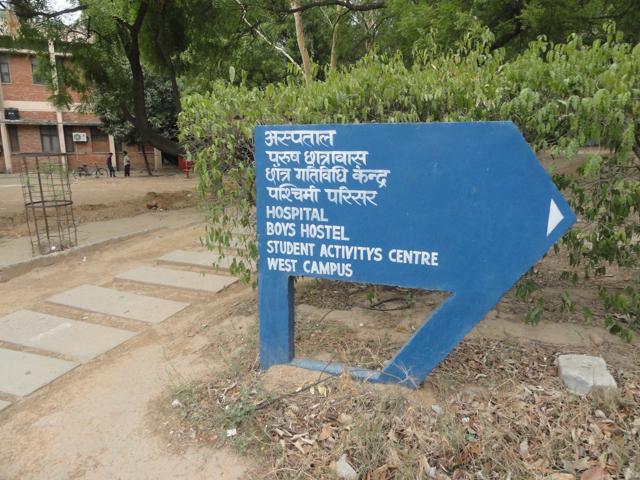 अस्पताल
पुरुष छात्रावास
छात्र गतिविधि केन्द्र
पश्चिमी परिसर
HOSPITAL
BOYS HOSTEL
STUDENT ACTIVITYS CENTRE
WEST CAMPUS